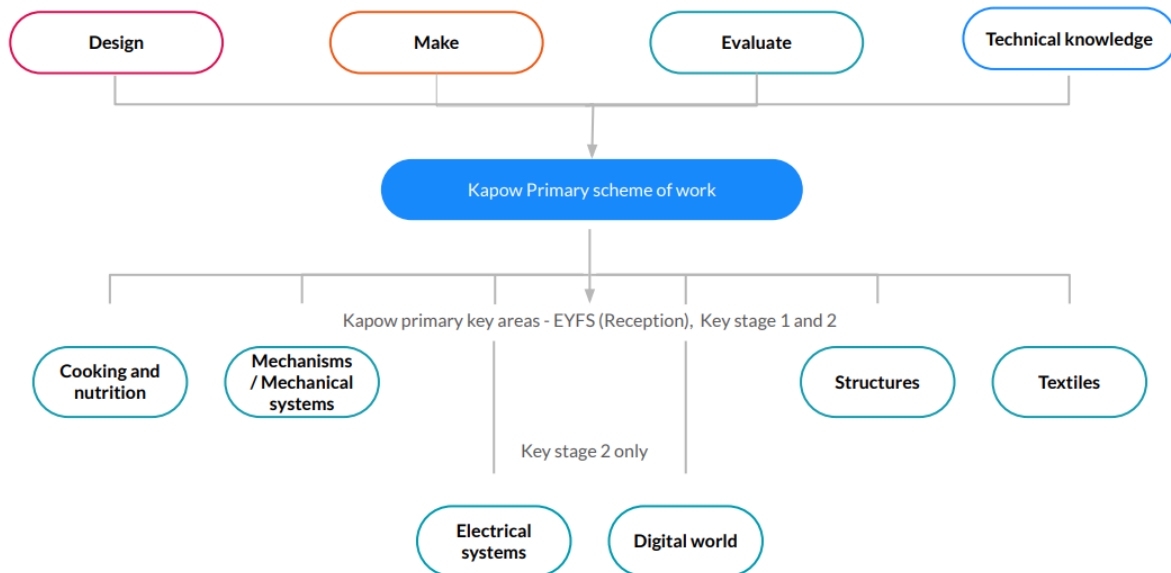 Design
Make
Evaluate
Technical knowledge
Kapow Primary scheme of work
Kapow primary key areas - EYFS (Reception), Key stage 1 and 2
Cooking and
nutrition
Mechanisms
/ Mechanical
systems
Structures
Textiles
Key stage 2 only
Electrical
systems
Digital world